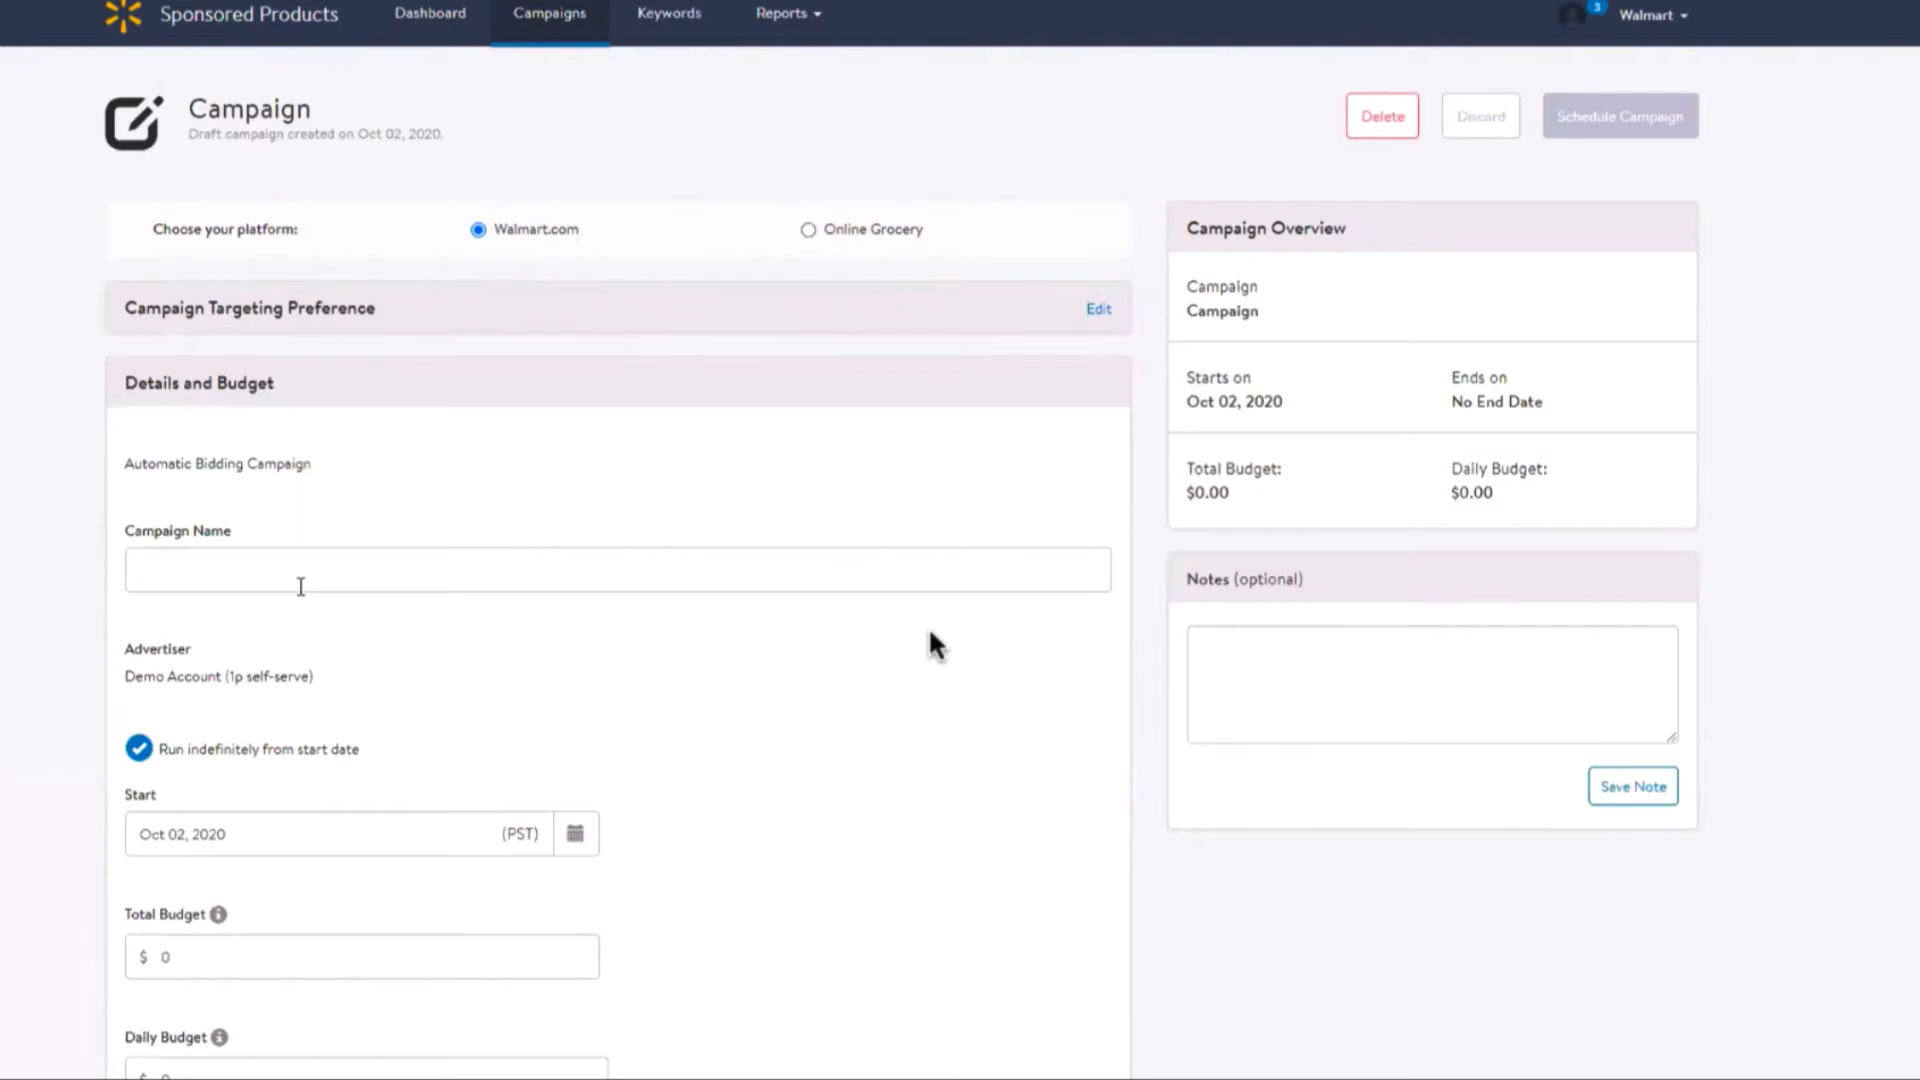 Sponsored Products
Dashboard
Campaigns
Keywords
Reports
3
Walmart
Campaign
Draft campaign created on Oct 02, 2020.
Delete
Discard
Schedule Campaign
Choose your platform:
Walmart.com
Online Grocery
Campaign Targeting Preference
Edit
Details and Budget
Automatic Bidding Campaign
Campaign Name
Advertiser
Demo Account (1p self-serve)
Run indefinitely from start date
Start
Oct 02, 2020
(PST)
Total Budget
$ 0
Daily Budget
$ 0
Campaign Overview
Campaign
Campaign
Starts on
Oct 02, 2020
Ends on
No End Date
Total Budget:
$0.00
Daily Budget:
$0.00
Notes (optional)
Save Note